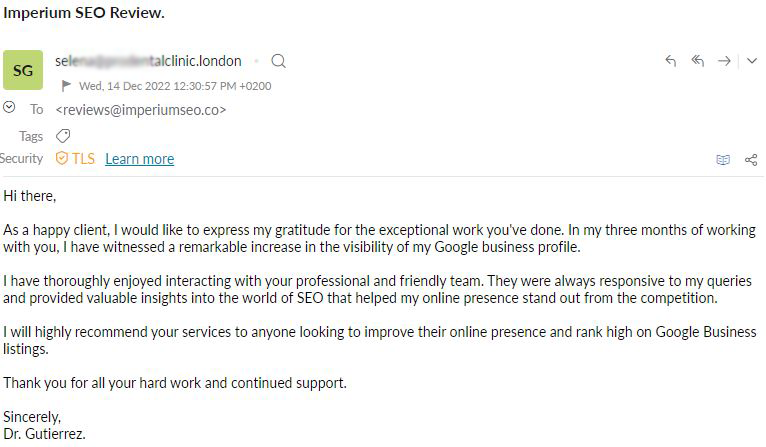 Imperium SEO Review.
SG
talclinic.london
Wed, 14 Dec 2022 12:30:57 PM +0200
To <reviews@imperiumseo.co>
Tags
Security TLS Learn more
Hi there,
As a happy client, I would like to express my gratitude for the exceptional work you've done. In my three months of working
with you, I have witnessed a remarkable increase in the visibility of my Google business profile.
I have thoroughly enjoyed interacting with your professional and friendly team. They were always responsive to my queries
and provided valuable insights into the world of SEO that helped my online presence stand out from the competition.
I will highly recommend your services to anyone looking to improve their online presence and rank high on Google Business
listings.
Thank you for all your hard work and continued support.
Sincerely,
Dr. Gutierrez.